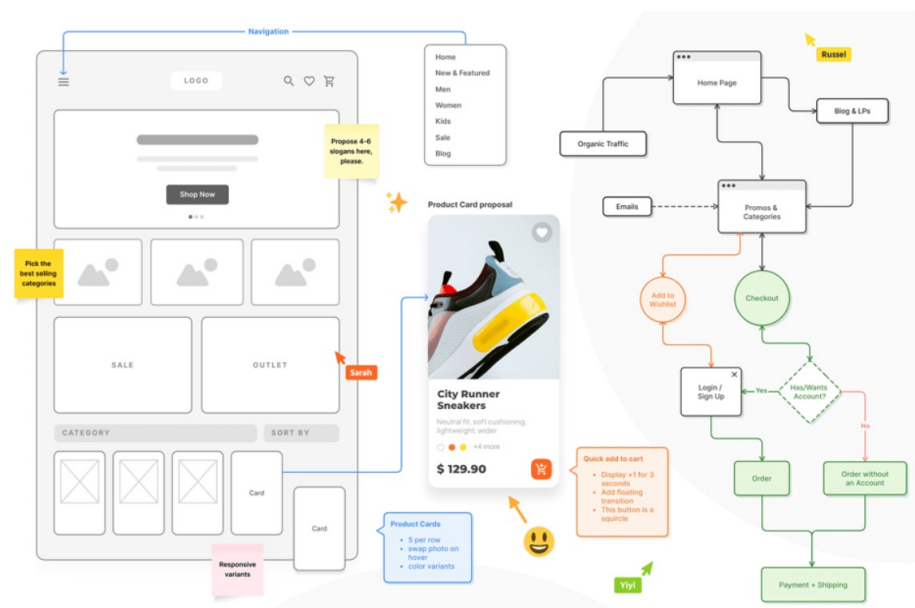 Navigation
LOGO
Shop Now
Propose 4-6
slogans here,
please.
Pick the
best selling
categories
SALE
OUTLET
Sarah
CATEGORY
SORT BY
Card
Card
Responsive
variants
Product Cards
5 per row
swap photo on
hover
color variants
Home
New & Featured
Men
Women
Kids
Sale
Blog
Product Card proposal
City Runner
Sneakers
Neutral fit, soft cushioning,
lightweight, wider
+4 more
$ 129.90
Quick add to cart
Display +1 for 3
seconds
Add floating
transition
This button is a
squircle
Yiyi
Russel
Home Page
Blog & LPs
Organic Traffic
Emails
Promos &
Categories
Add to
Wishlist
Checkout
Login /
Sign Up
Yes
Has/Wants
Account?
No
Order
Order without
an Account
Payment + Shipping